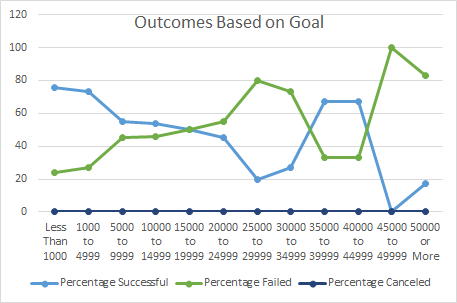 Outcomes Based on Goal
120
100
80
60
40
20
0
Less Than 1000
1000 to 4999
5000 to 9999
10000 to 14999
15000 to 19999
20000 to 24999
25000 to 29999
30000 to 34999
35000 to 39999
40000 to 44999
45000 to 49999
50000 or More
Percentage Successful
Percentage Failed
Percentage Canceled